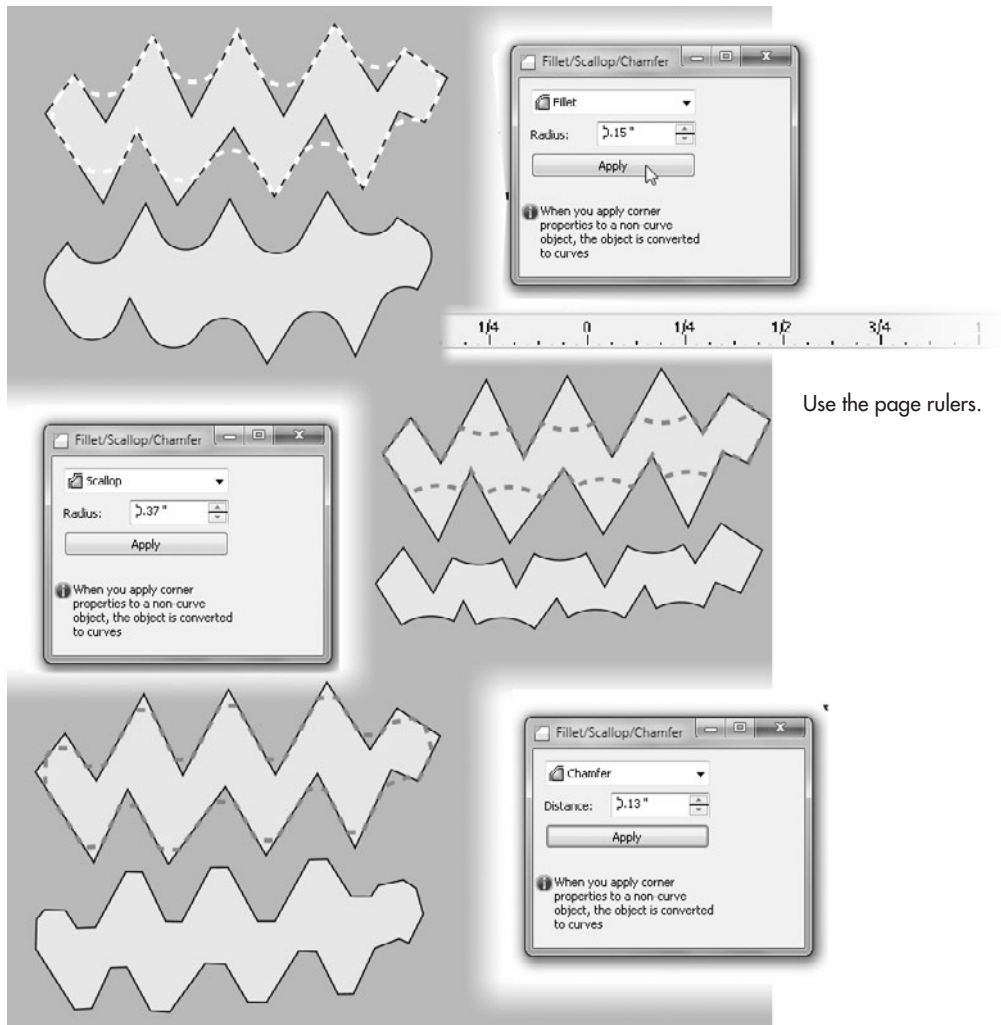 Fillet/Scallop/Chamfer
Fillet
Radius: .15 "
Apply
When you apply corner
properties to a non-curve
object, the object is converted
to curves
1/4 0 1/4 1/2 3/4 1
Use the page rulers.
Fillet/Scallop/Chamfer
Scallop
Radius: .37 "
Apply
When you apply corner
properties to a non-curve
object, the object is converted
to curves
Fillet/Scallop/Chamfer
Chamfer
Distance: .13 "
Apply
When you apply corner
properties to a non-curve
object, the object is converted
to curves